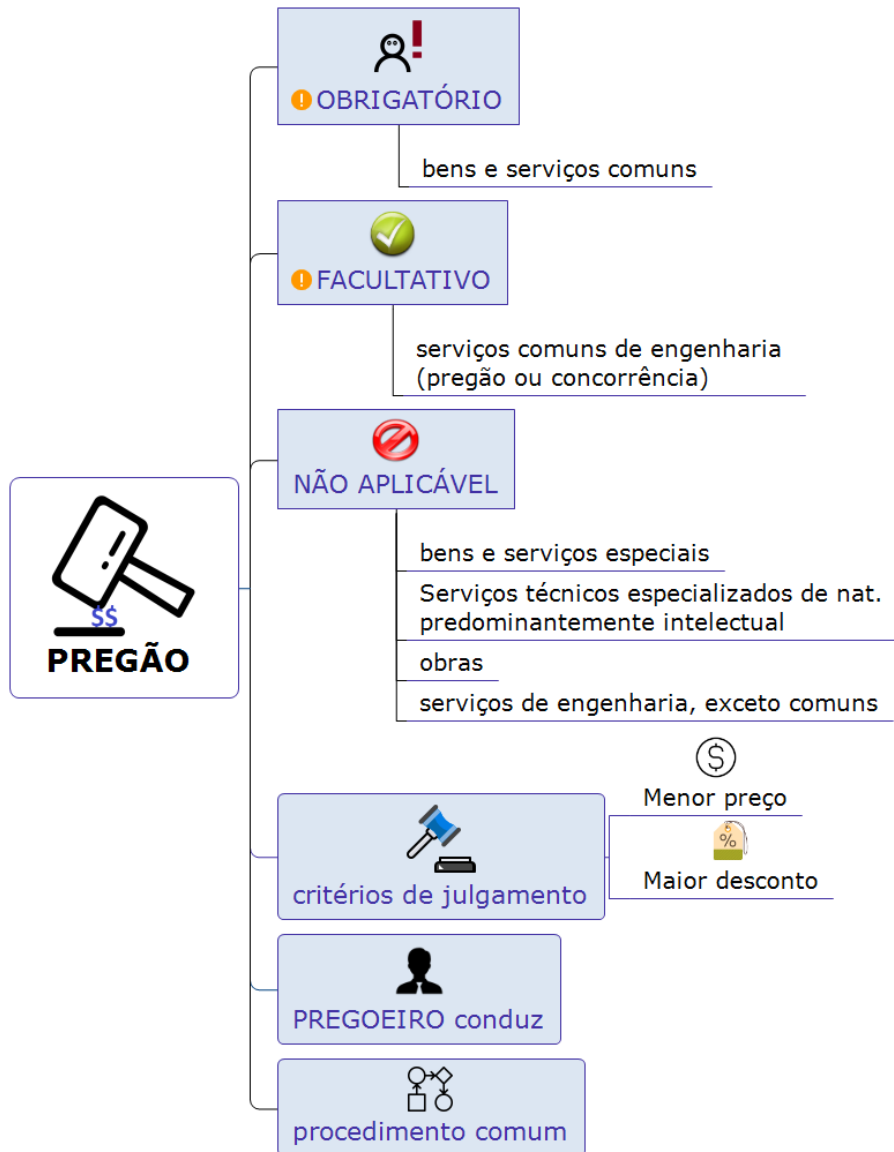 !
! OBRIGATÓRIO
bens e serviços comuns
! FACULTATIVO
serviços comuns de engenharia
(pregão ou concorrência)
NÃO APLICÁVEL
bens e serviços especiais
Serviços técnicos especializados de nat.
predominantemente intelectual
obras
serviços de engenharia, exceto comuns
$$
PREGÃO
$
Menor preço
%
Maior desconto
critérios de julgamento
PREGOEIRO conduz
procedimento comum